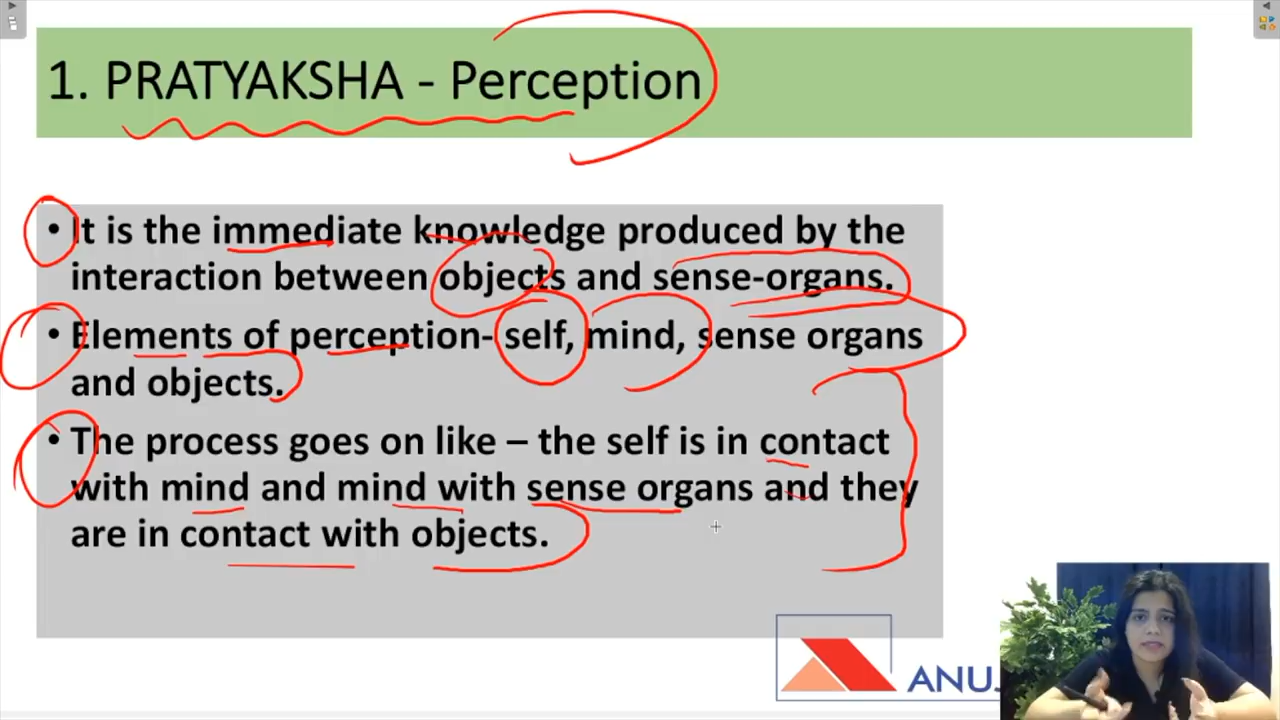 1. PRATYAKSHA - Perception
• It is the immediate knowledge produced by the
interaction between objects and sense-organs.
• Elements of perception- self, mind, sense organs
and objects.
• The process goes on like – the self is in contact
with mind and mind with sense organs and they
are in contact with objects.